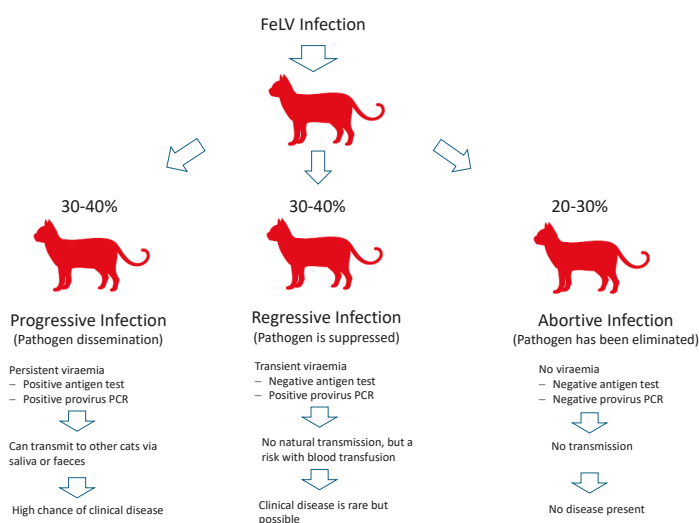 FeLV Infection
30-40%
30-40%
20-30%
Progressive Infection
(Pathogen dissemination)
Persistent viraemia
– Positive antigen test
– Positive provirus PCR
Can transmit to other cats via
saliva or faeces
High chance of clinical disease
Regressive Infection
(Pathogen is suppressed)
Transient viraemia
– Negative antigen test
– Positive provirus PCR
No natural transmission, but a
risk with blood transfusion
Clinical disease is rare but
possible
Abortive Infection
(Pathogen has been eliminated)
No viraemia
– Negative antigen test
– Negative provirus PCR
No transmission
No disease present